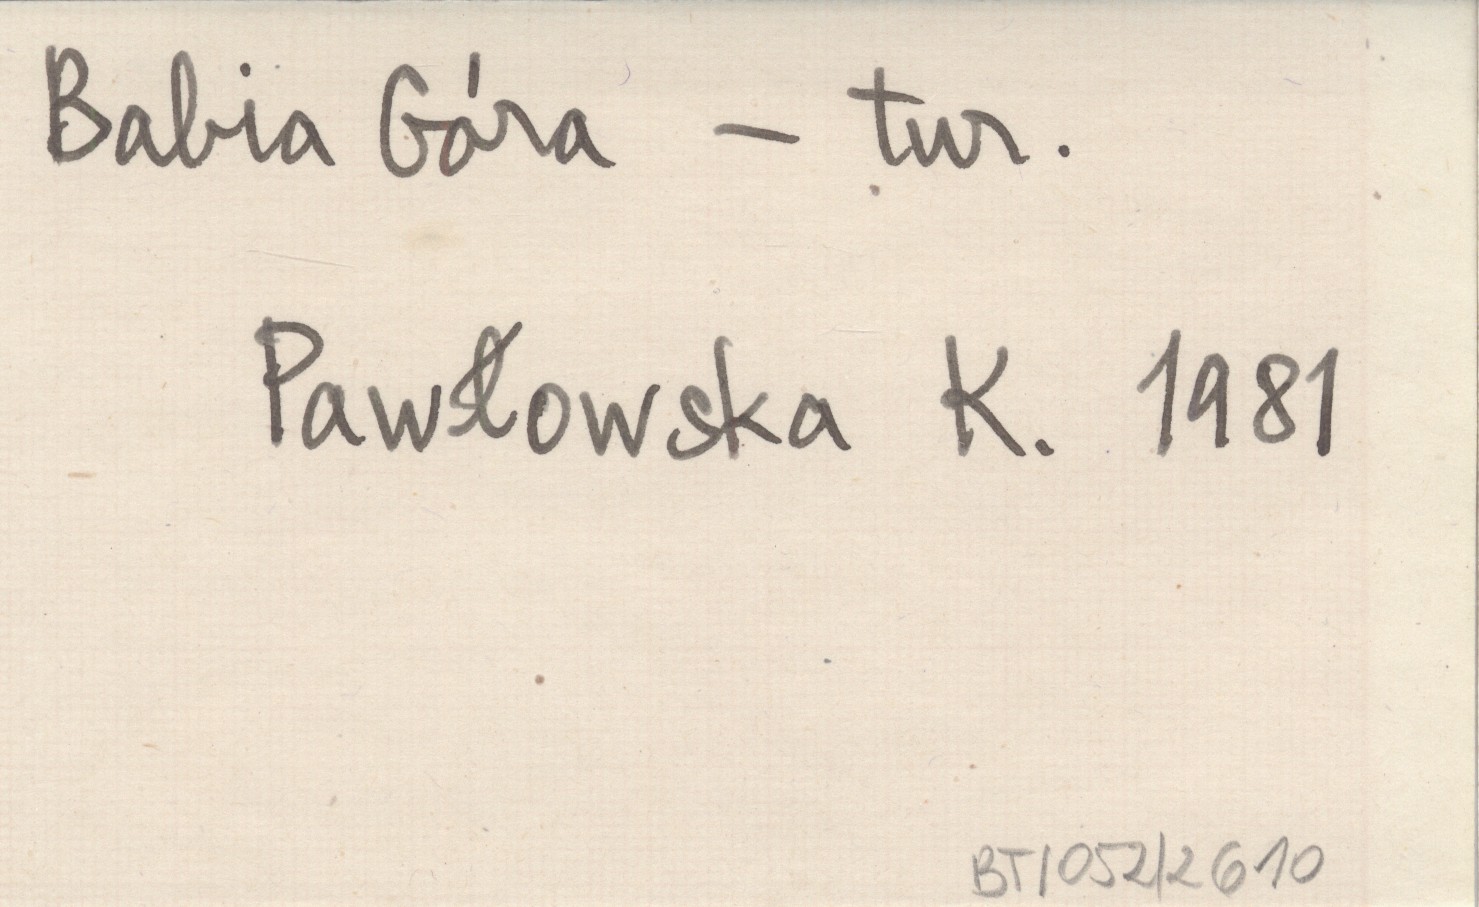 Babia Góra – tur.
Pawłowska K. 1981
BT/052/2610